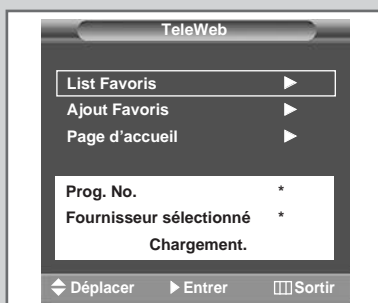 TeleWeb
List Favoris
Ajout Favoris
Page d'accueil
Prog. No. *
Fournisseur sélectionné *
Chargement.
Déplacer Entrer Sortir